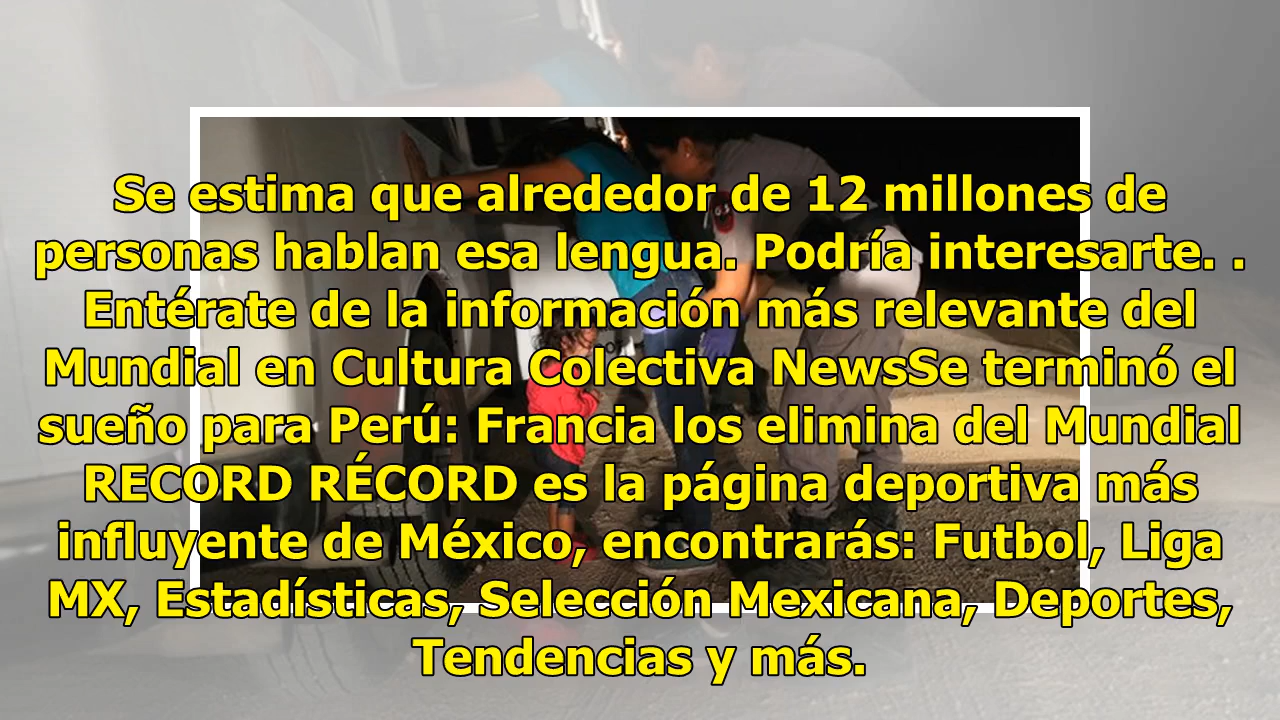 Se estima que alrededor de 12 millones de
personas hablan esa lengua. Podría interesarte. .
Entérate de la información más relevante del
Mundial en Cultura Colectiva NewsSe terminó el
sueño para Perú: Francia los elimina del Mundial
RECORD RÉCORD es la página deportiva más
influyente de México, encontrarás: Futbol, Liga
MX, Estadísticas, Selección Mexicana, Deportes,
Tendencias y más.